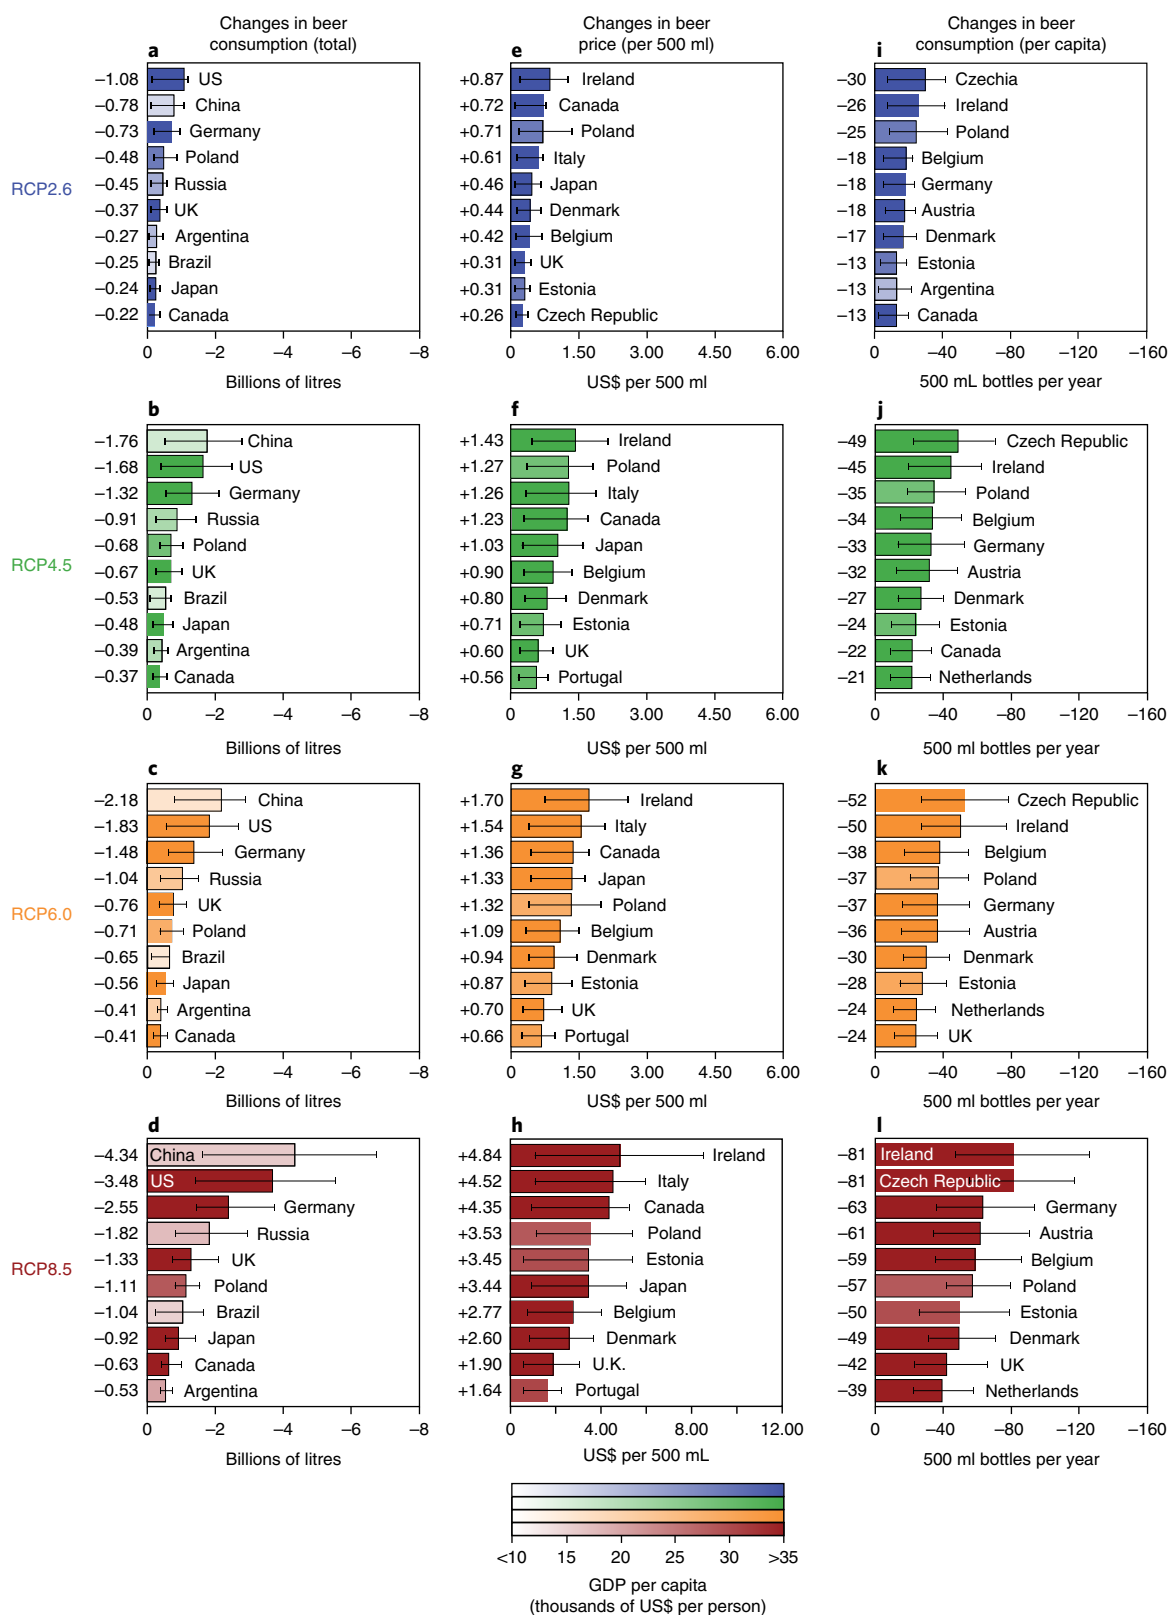 Changes in beer
consumption (total)
Changes in beer
price (per 500 ml)
Changes in beer
consumption (per capita)
RCP2.6
a
−1.08 US
−0.78 China
−0.73 Germany
−0.48 Poland
−0.45 Russia
−0.37 UK
−0.27 Argentina
−0.25 Brazil
−0.24 Japan
−0.22 Canada
0 −2 −4 −6 −8
Billions of litres
e
+0.87 Ireland
+0.72 Canada
+0.71 Poland
+0.61 Italy
+0.46 Japan
+0.44 Denmark
+0.42 Belgium
+0.31 UK
+0.31 Estonia
+0.26 Czech Republic
0 1.50 3.00 4.50 6.00
US$ per 500 ml
i
−30 Czechia
−26 Ireland
−25 Poland
−18 Belgium
−18 Germany
−18 Austria
−17 Denmark
−13 Estonia
−13 Argentina
−13 Canada
0 −40 −80 −120 −160
500 mL bottles per year
RCP4.5
b
−1.76 China
−1.68 US
−1.32 Germany
−0.91 Russia
−0.68 Poland
−0.67 UK
−0.53 Brazil
−0.48 Japan
−0.39 Argentina
−0.37 Canada
0 −2 −4 −6 −8
Billions of litres
f
+1.43 Ireland
+1.27 Poland
+1.26 Italy
+1.23 Canada
+1.03 Japan
+0.90 Belgium
+0.80 Denmark
+0.71 Estonia
+0.60 UK
+0.56 Portugal
0 1.50 3.00 4.50 6.00
US$ per 500 ml
j
−49 Czech Republic
−45 Ireland
−35 Poland
−34 Belgium
−33 Germany
−32 Austria
−27 Denmark
−24 Estonia
−22 Canada
−21 Netherlands
0 −40 −80 −120 −160
500 ml bottles per year
RCP6.0
c
−2.18 China
−1.83 US
−1.48 Germany
−1.04 Russia
−0.76 UK
−0.71 Poland
−0.65 Brazil
−0.56 Japan
−0.41 Argentina
−0.41 Canada
0 −2 −4 −6 −8
Billions of litres
g
+1.70 Ireland
+1.54 Italy
+1.36 Canada
+1.33 Japan
+1.32 Poland
+1.09 Belgium
+0.94 Denmark
+0.87 Estonia
+0.70 UK
+0.66 Portugal
0 1.50 3.00 4.50 6.00
US$ per 500 ml
k
−52 Czech Republic
−50 Ireland
−38 Belgium
−37 Poland
−37 Germany
−36 Austria
−30 Denmark
−28 Estonia
−24 Netherlands
−24 UK
0 −40 −80 −120 −160
500 ml bottles per year
RCP8.5
d
−4.34 China
−3.48 US
−2.55 Germany
−1.82 Russia
−1.33 UK
−1.11 Poland
−1.04 Brazil
−0.92 Japan
−0.63 Canada
−0.53 Argentina
0 −2 −4 −6 −8
Billions of litres
h
+4.84 Ireland
+4.52 Italy
+4.35 Canada
+3.53 Poland
+3.45 Estonia
+3.44 Japan
+2.77 Belgium
+2.60 Denmark
+1.90 U.K.
+1.64 Portugal
0 4.00 8.00 12.00
US$ per 500 mL
l
−81 Ireland
−81 Czech Republic
−63 Germany
−61 Austria
−59 Belgium
−57 Poland
−50 Estonia
−49 Denmark
−42 UK
−39 Netherlands
0 −40 −80 −120 −160
500 ml bottles per year
<10 15 20 25 30 >35
GDP per capita
(thousands of US$ per person)